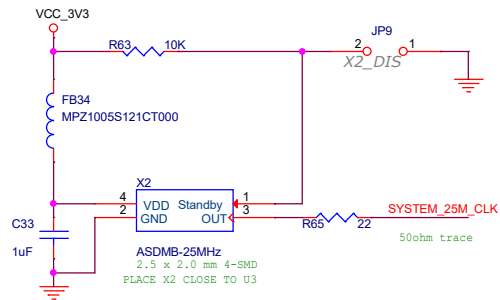 VCC_3V3
R63 10K
JP9
2 1
X2_DIS
FB34
MPZ1005S121CT000
X2
4 VDD Standby 1
2 GND OUT 3
SYSTEM_25M_CLK
C33
R65 22
1uF
ASDMB-25MHz
50ohm trace
2.5 x 2.0 mm 4-SMD
PLACE X2 CLOSE TO U3